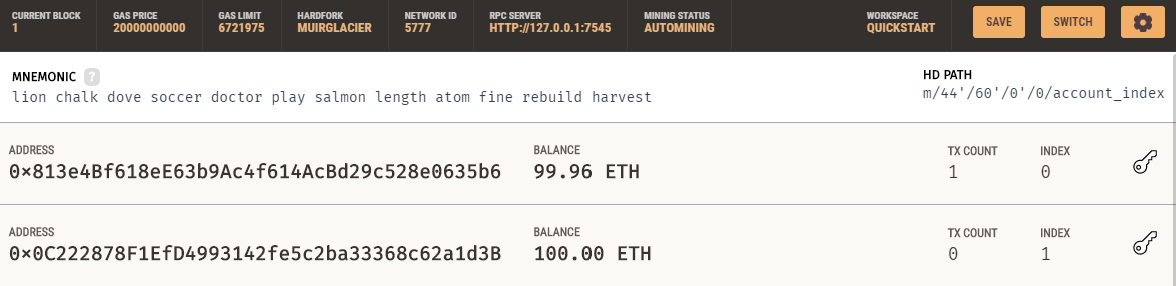 CURRENT BLOCK GAS PRICE GAS LIMIT HARDFORK NETWORK ID RPC SERVER MINING STATUS WORKSPACE
1 20000000000 6721975 MUIRGLACIER 5777 HTTP://127.0.0.1:7545 AUTOMINING QUICKSTART SAVE SWITCH
MNEMONIC ? HD PATH
lion chalk dove soccer doctor play salmon length atom fine rebuild harvest m/44'/60'/0'/0/account_index
ADDRESS BALANCE TX COUNT INDEX
0×813e4Bf618eE63b9Ac4f614AcBd29c528e0635b6 99.96 ETH 1 0
ADDRESS BALANCE TX COUNT INDEX
0×0C222878F1EfD4993142fe5c2ba33368c62a1d3B 100.00 ETH 0 1